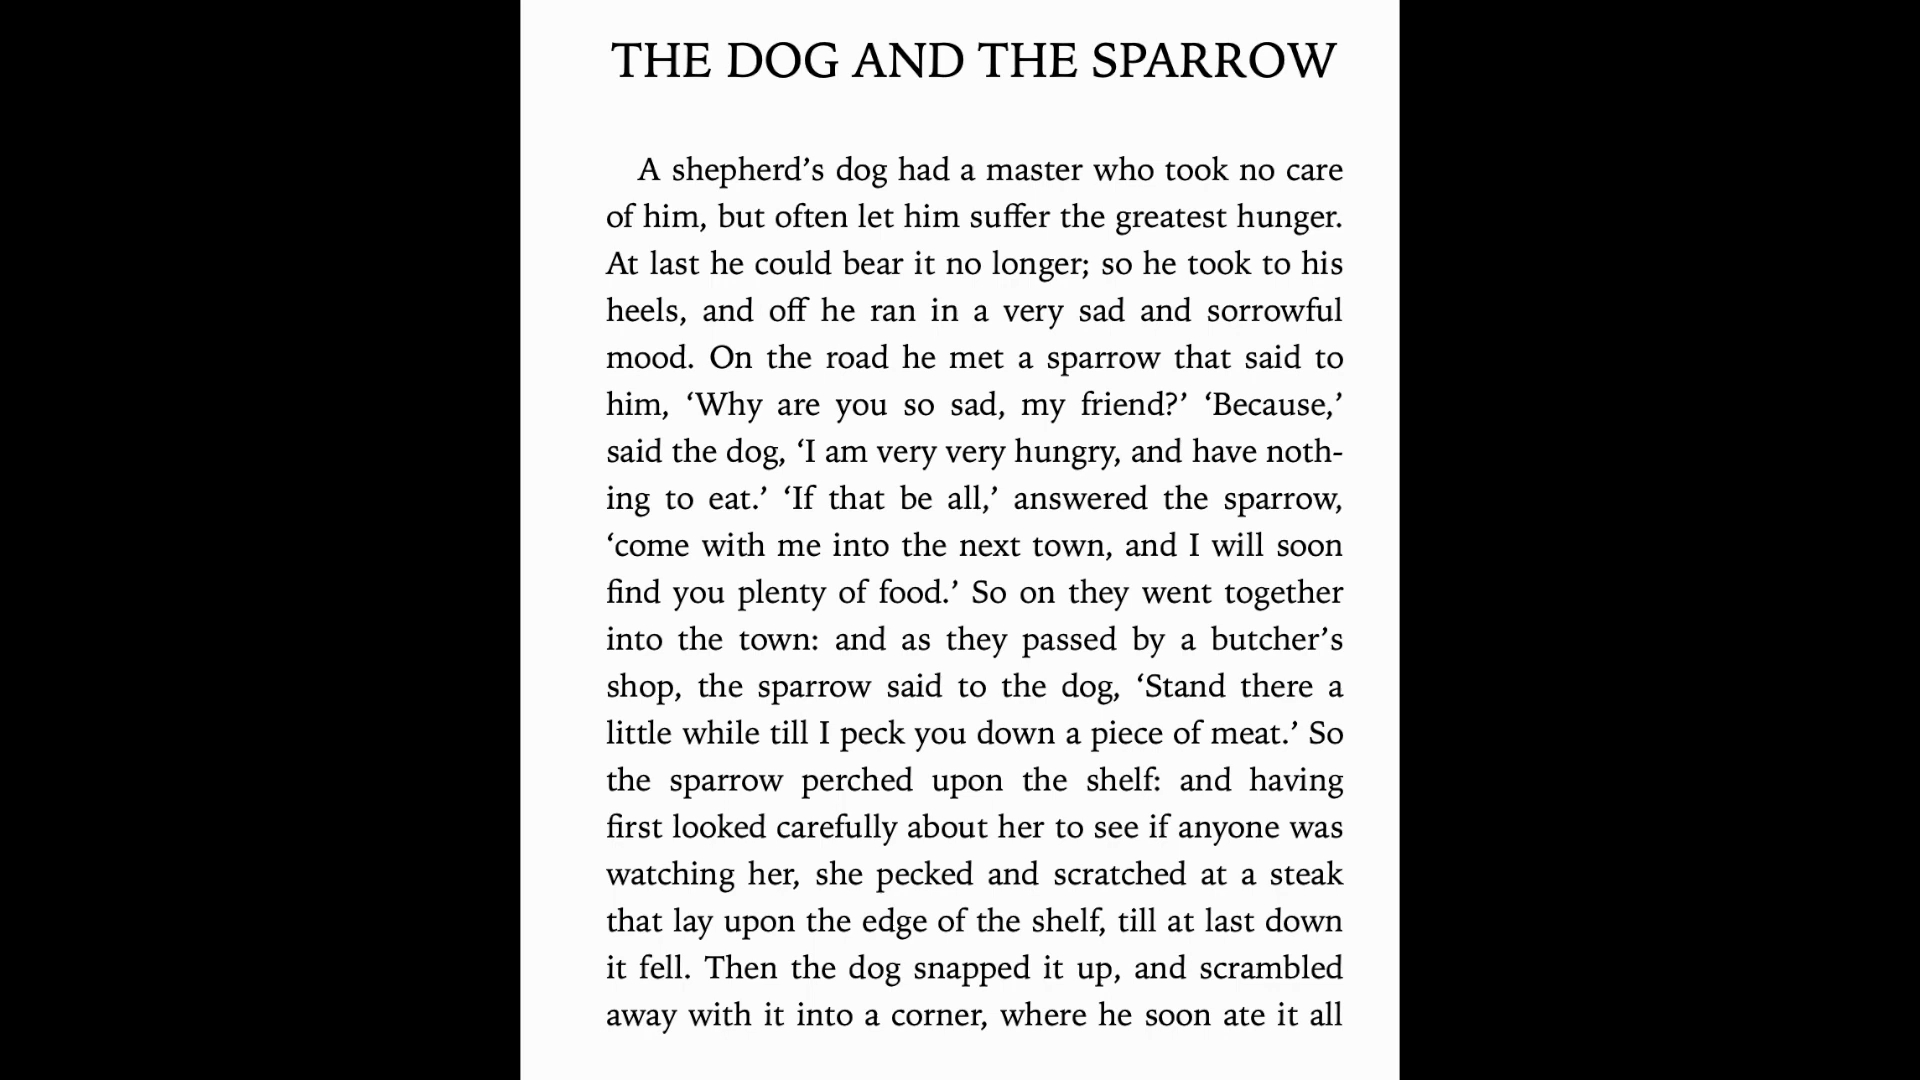 THE DOG AND THE SPARROW
A shepherd’s dog had a master who took no care
of him, but often let him suffer the greatest hunger.
At last he could bear it no longer; so he took to his
heels, and off he ran in a very sad and sorrowful
mood. On the road he met a sparrow that said to
him, ‘Why are you so sad, my friend?’ ‘Because,’
said the dog, ‘I am very very hungry, and have noth-
ing to eat.’ ‘If that be all,’ answered the sparrow,
‘come with me into the next town, and I will soon
find you plenty of food.’ So on they went together
into the town: and as they passed by a butcher’s
shop, the sparrow said to the dog, ‘Stand there a
little while till I peck you down a piece of meat.’ So
the sparrow perched upon the shelf: and having
first looked carefully about her to see if anyone was
watching her, she pecked and scratched at a steak
that lay upon the edge of the shelf, till at last down
it fell. Then the dog snapped it up, and scrambled
away with it into a corner, where he soon ate it all